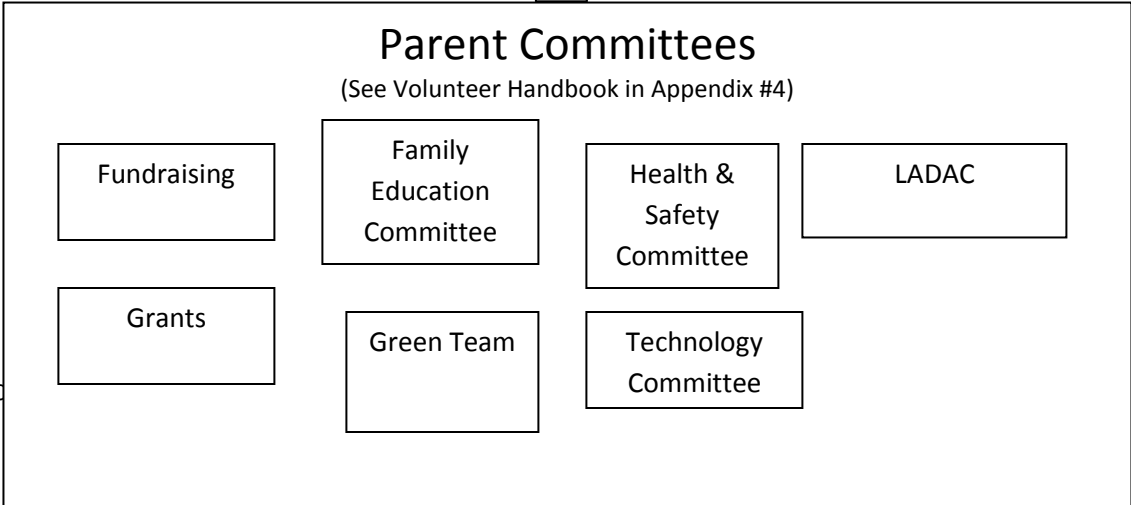 Parent Committees
(See Volunteer Handbook in Appendix #4)
Fundraising
Family
Education
Committee
Health &
Safety
Committee
LADAC
Grants
Green Team
Technology
Committee